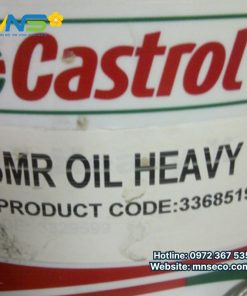 Castrol
SMR OIL HEAVY
PRODUCT CODE:3368515
Hotline: 0972 367 535
Website: mnseco.com